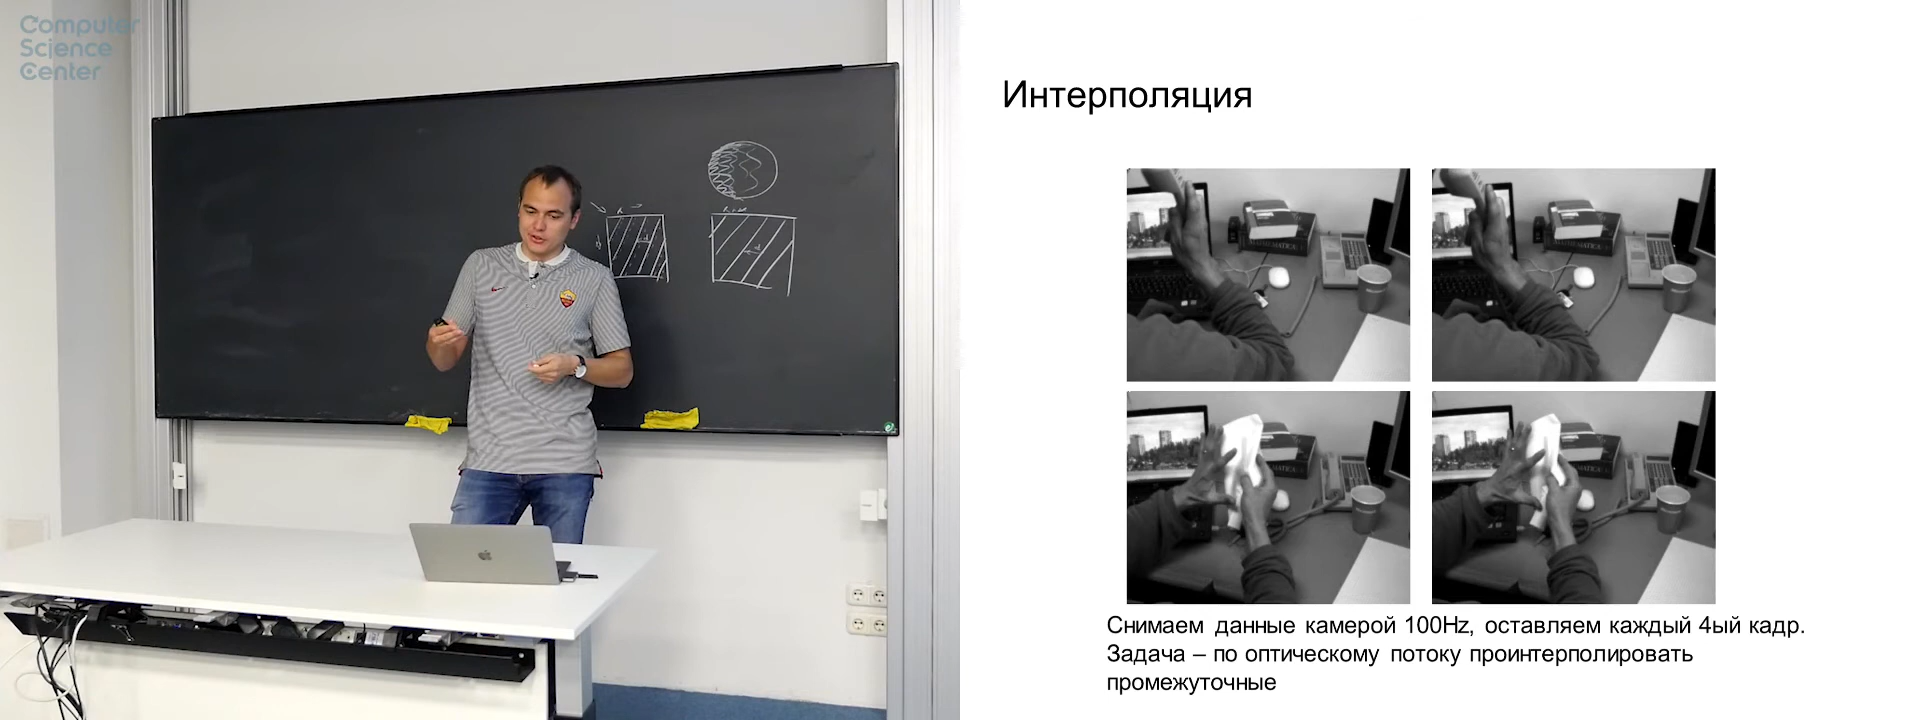 Computer
Science
Center
Интерполяция
Снимаем данные камерой 100Hz, оставляем каждый 4ый кадр.
Задача – по оптическому потоку проинтерполировать
промежуточные